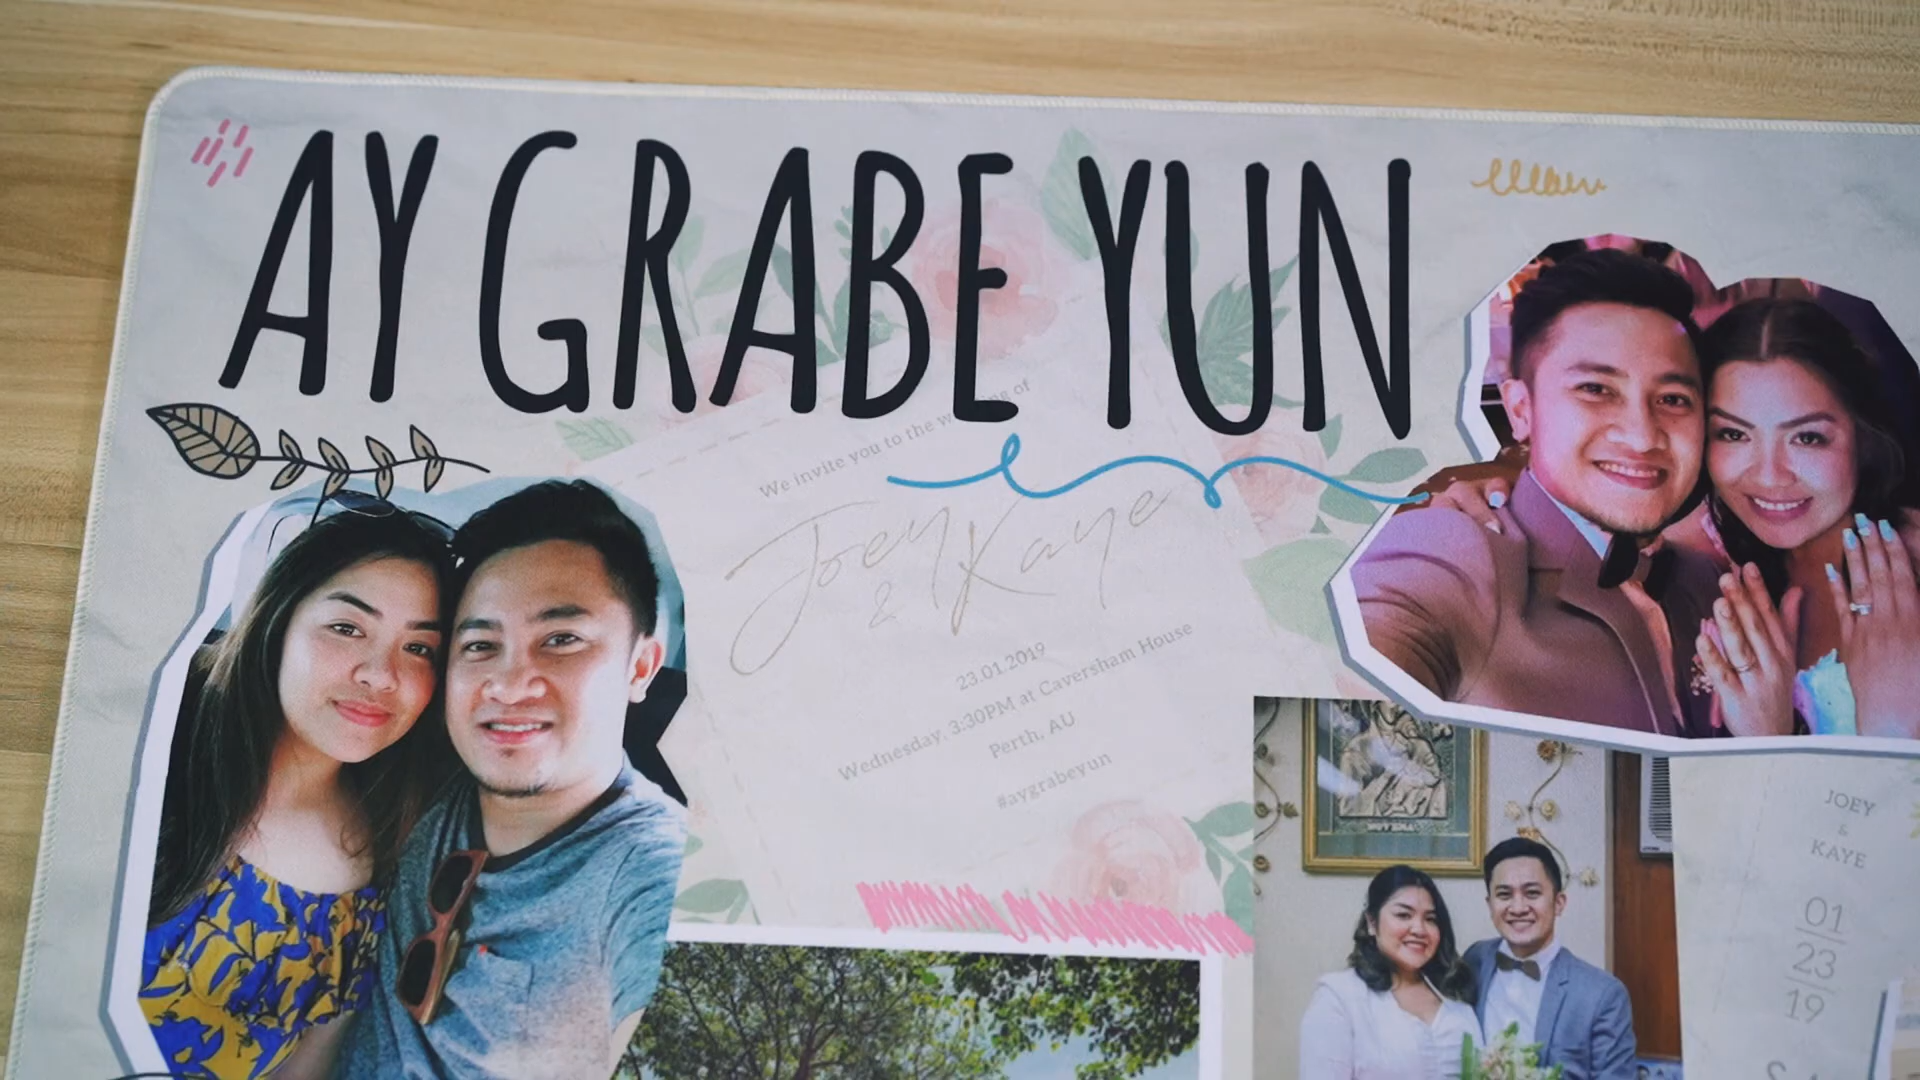 AY GRABE YUN
We invite you to the wedding of
Joey
& Kaye
23.01.2019
Wednesday, 3:30PM at Caversham House
Perth, AU
#aygrabeyun
NOVENA
JOEY
&
KAYE
01
23
19